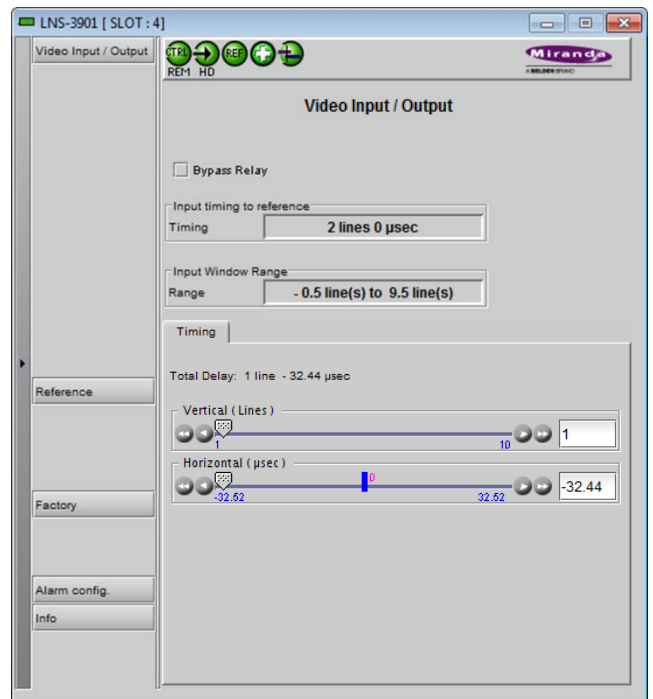 LNS-3901 [ SLOT : 4]
Video Input / Output
CTRL REF
REM HD
Miranda
A BELDEN BRAND
Video Input / Output
Bypass Relay
Input timing to reference
Timing 2 lines 0 µsec
Input Window Range
Range - 0.5 line(s) to 9.5 line(s)
Timing
Total Delay: 1 line - 32.44 µsec
Reference
Vertical ( Lines )
1 10 1
Horizontal ( µsec )
0
-32.52 32.52 -32.44
Factory
Alarm config.
Info